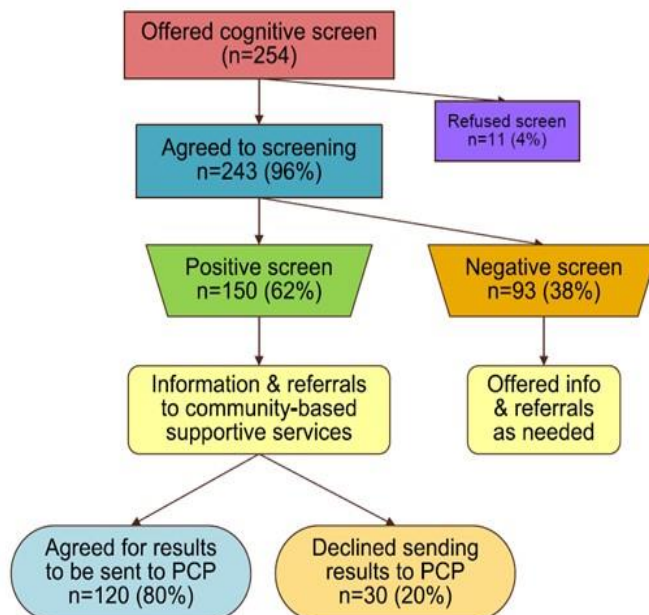 Offered cognitive screen
(n=254)
Refused screen
n=11 (4%)
Agreed to screening
n=243 (96%)
Positive screen
n=150 (62%)
Negative screen
n=93 (38%)
Information & referrals
to community-based
supportive services
Offered info
& referrals
as needed
Agreed for results
to be sent to PCP
n=120 (80%)
Declined sending
results to PCP
n=30 (20%)